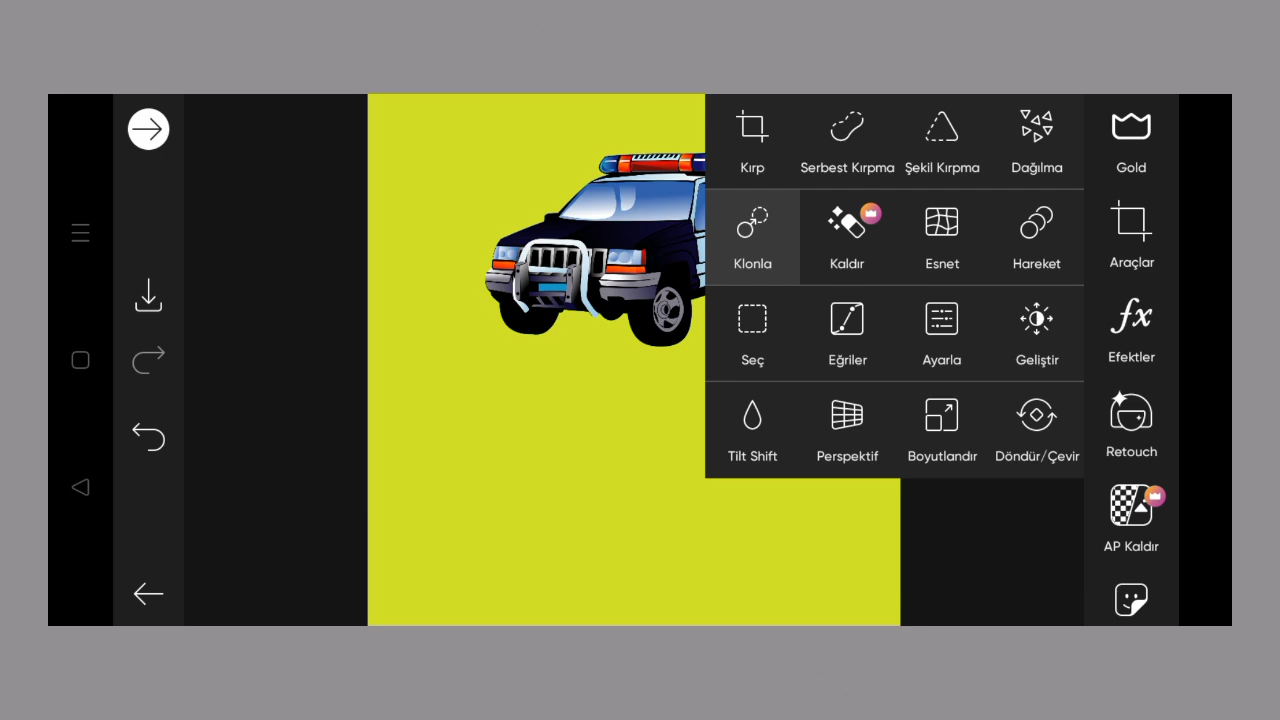 Kırp
Serbest Kırpma
Şekil Kırpma
Dağılma
Gold
Klonla
Kaldır
Esnet
Hareket
Araçlar
Seç
Eğriler
Ayarla
Geliştir
Efektler
Tilt Shift
Perspektif
Boyutlandır
Döndür/Çevir
Retouch
AP Kaldır